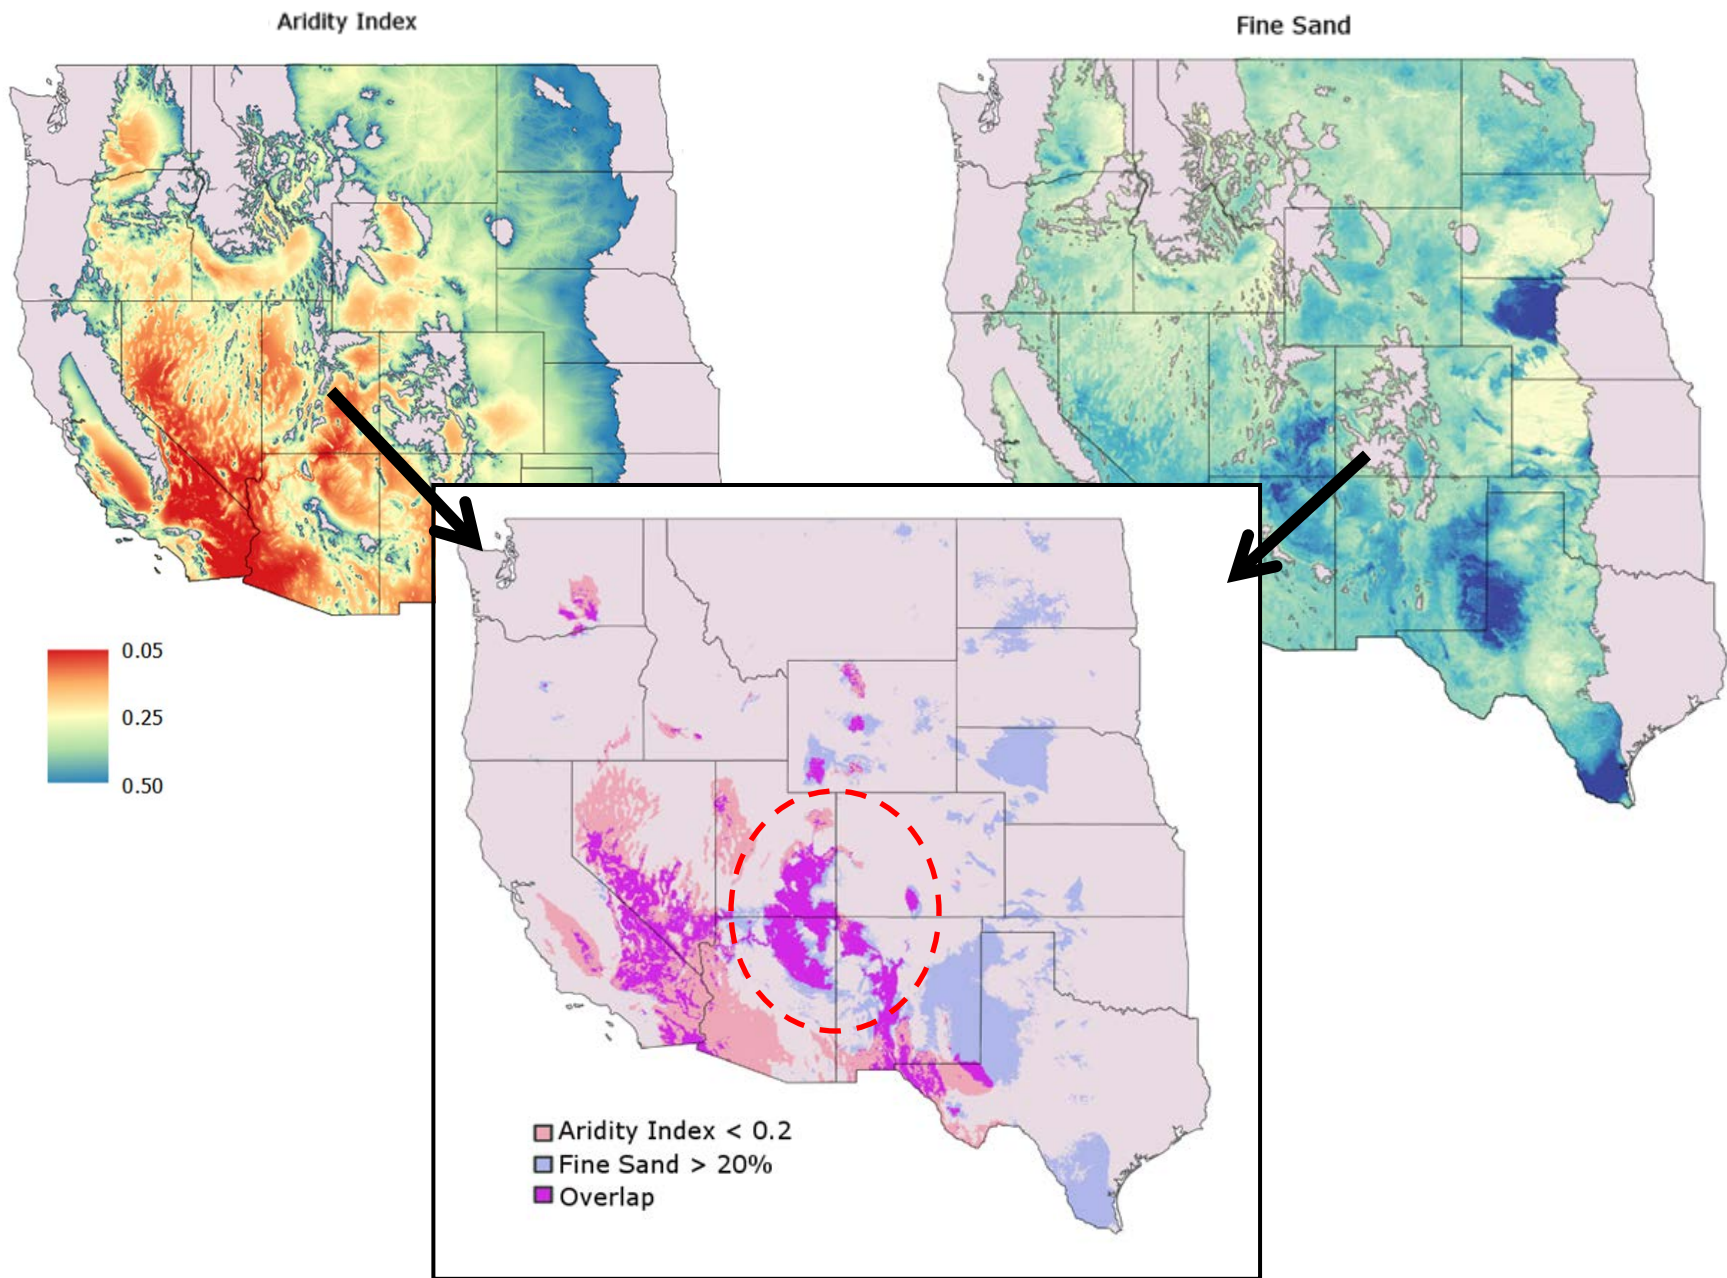 Aridity Index
Fine Sand
0.05
0.25
0.50
Aridity Index < 0.2
Fine Sand > 20%
Overlap